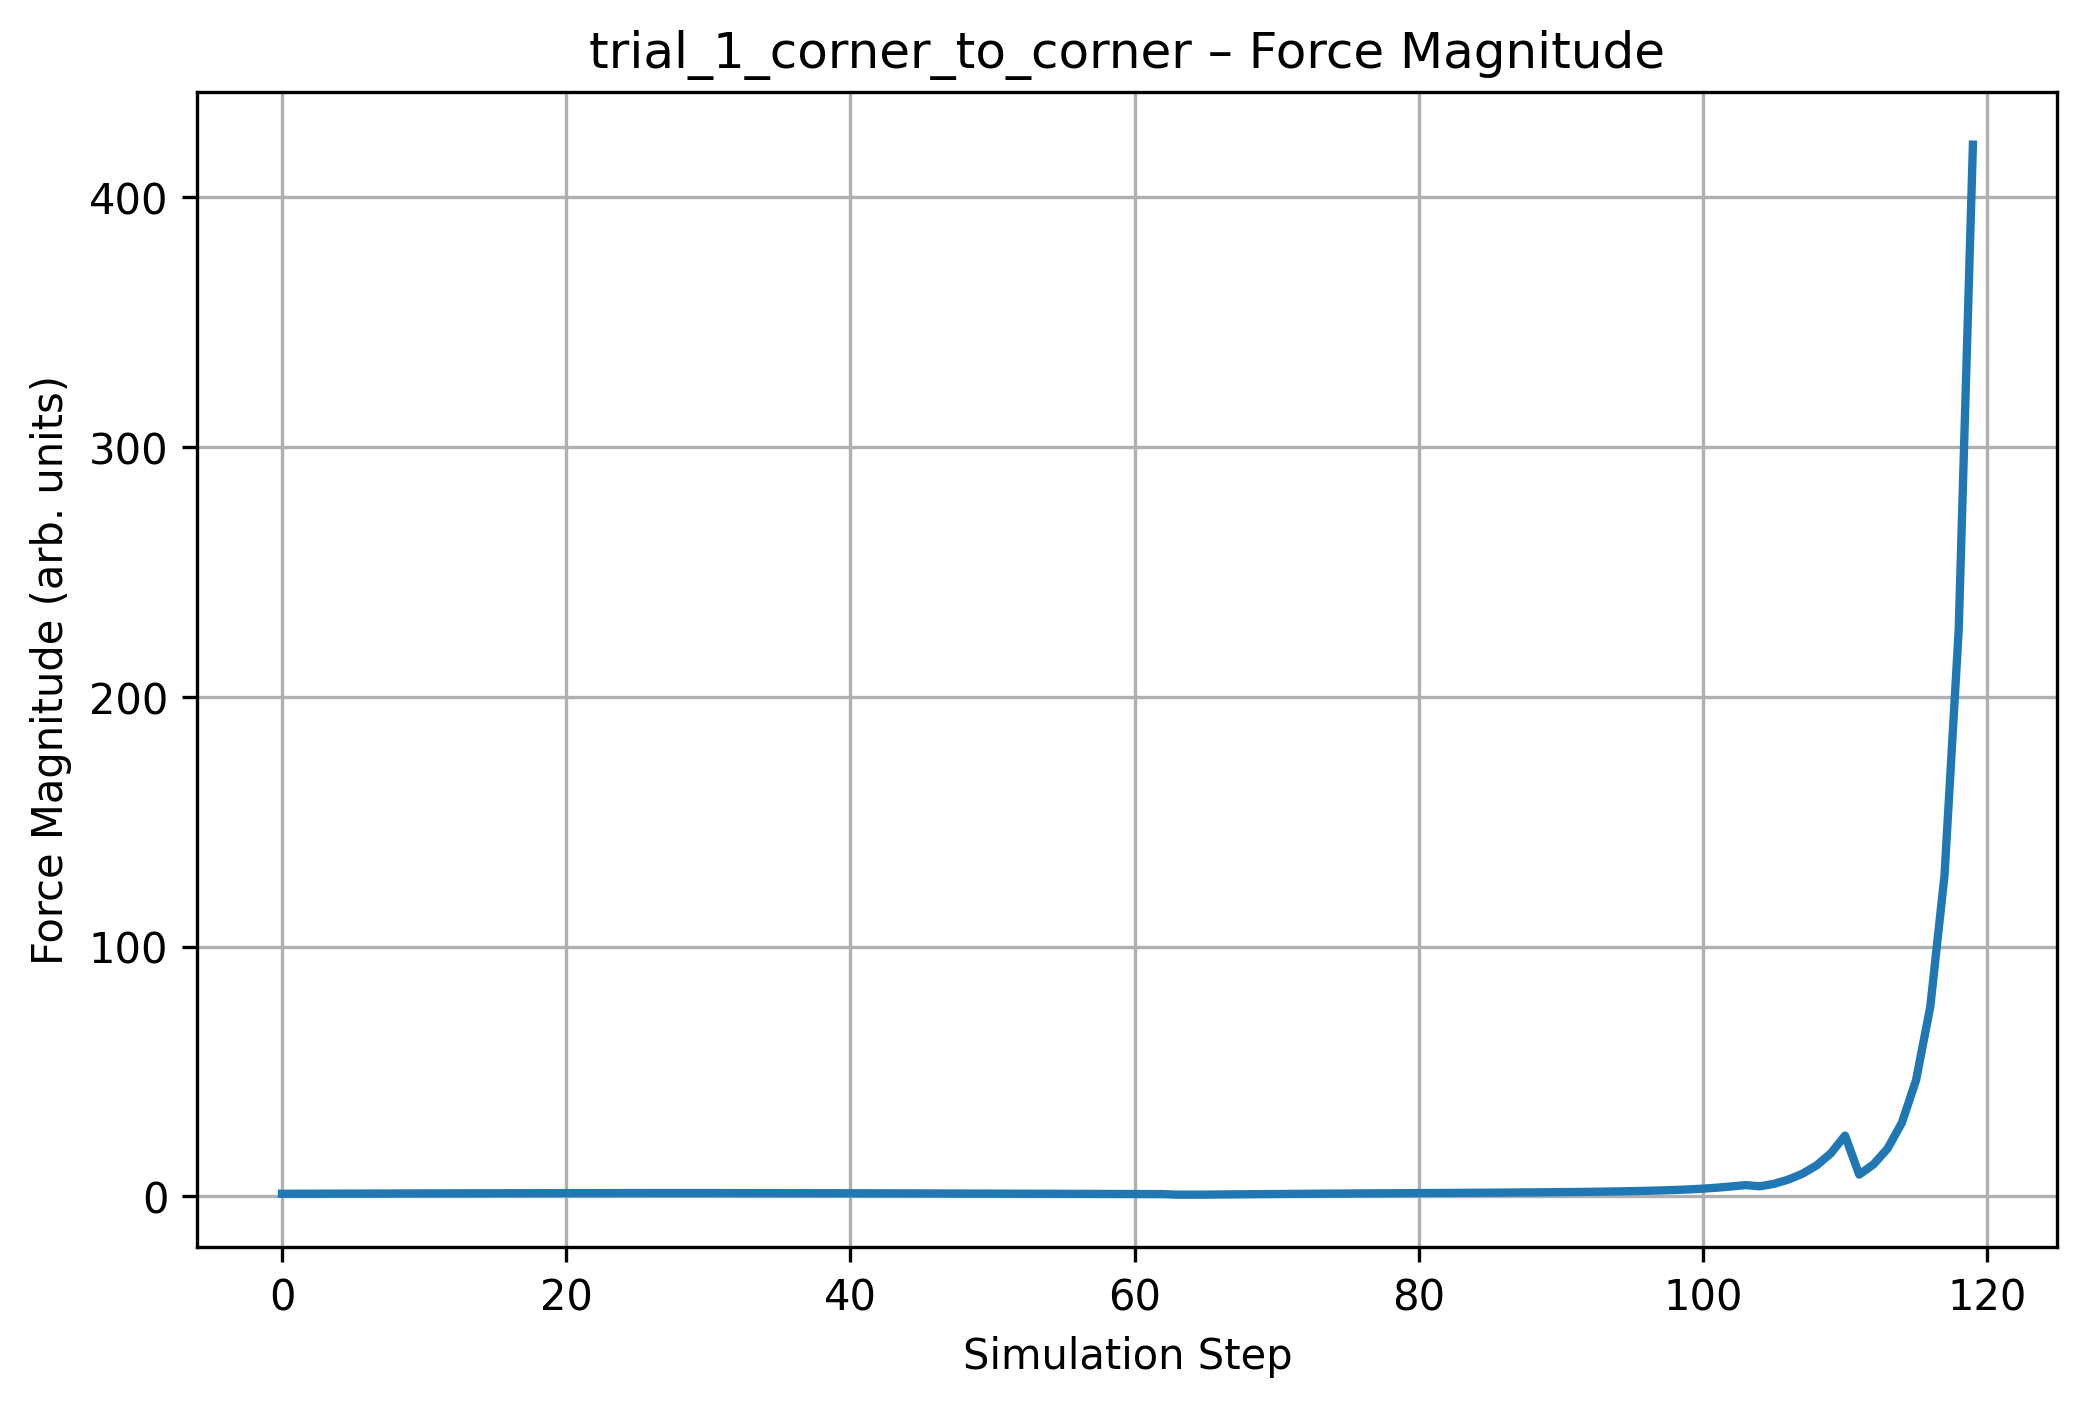 trial_1_corner_to_corner – Force Magnitude
Force Magnitude (arb. units)
400
300
200
100
0
0 20 40 60 80 100 120
Simulation Step